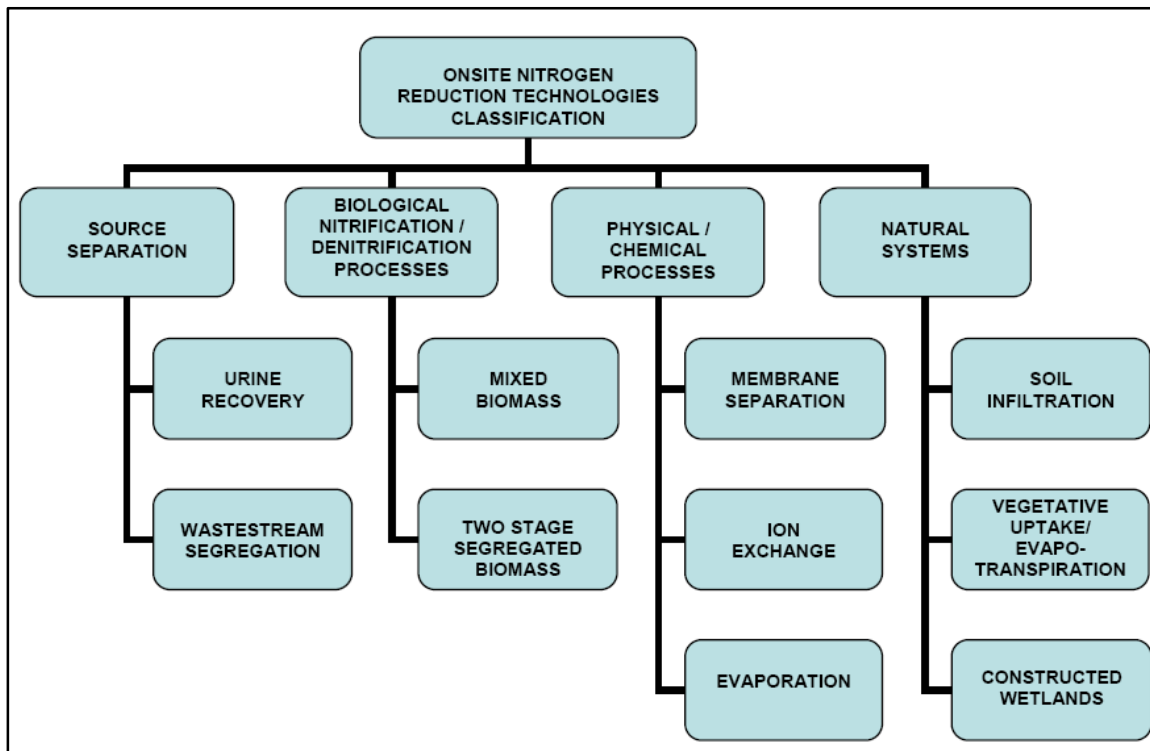 ONSITE NITROGEN
REDUCTION TECHNOLOGIES
CLASSIFICATION
SOURCE
SEPARATION
BIOLOGICAL
NITRIFICATION /
DENITRIFICATION
PROCESSES
PHYSICAL /
CHEMICAL
PROCESSES
NATURAL
SYSTEMS
URINE
RECOVERY
MIXED
BIOMASS
MEMBRANE
SEPARATION
SOIL
INFILTRATION
WASTESTREAM
SEGREGATION
TWO STAGE
SEGREGATED
BIOMASS
ION
EXCHANGE
VEGETATIVE
UPTAKE/
EVAPO-
TRANSPIRATION
EVAPORATION
CONSTRUCTED
WETLANDS